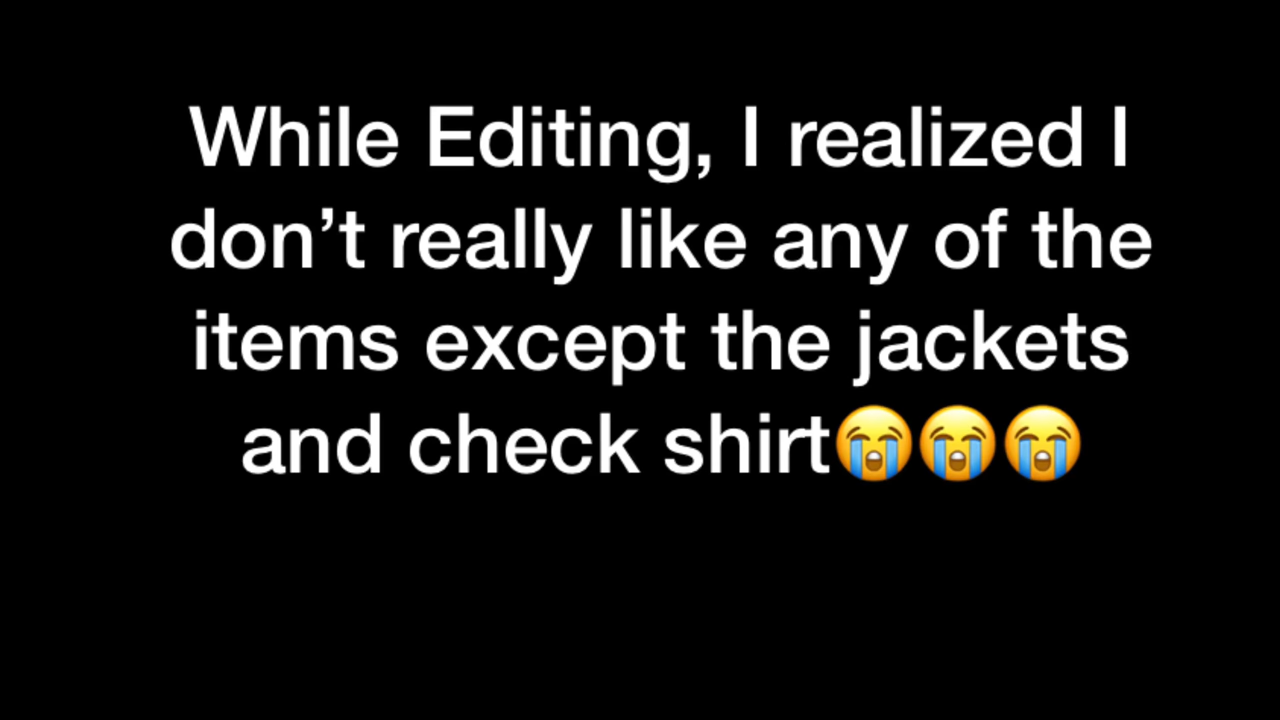 While Editing, I realized I
don’t really like any of the
items except the jackets
and check shirt😭😭😭